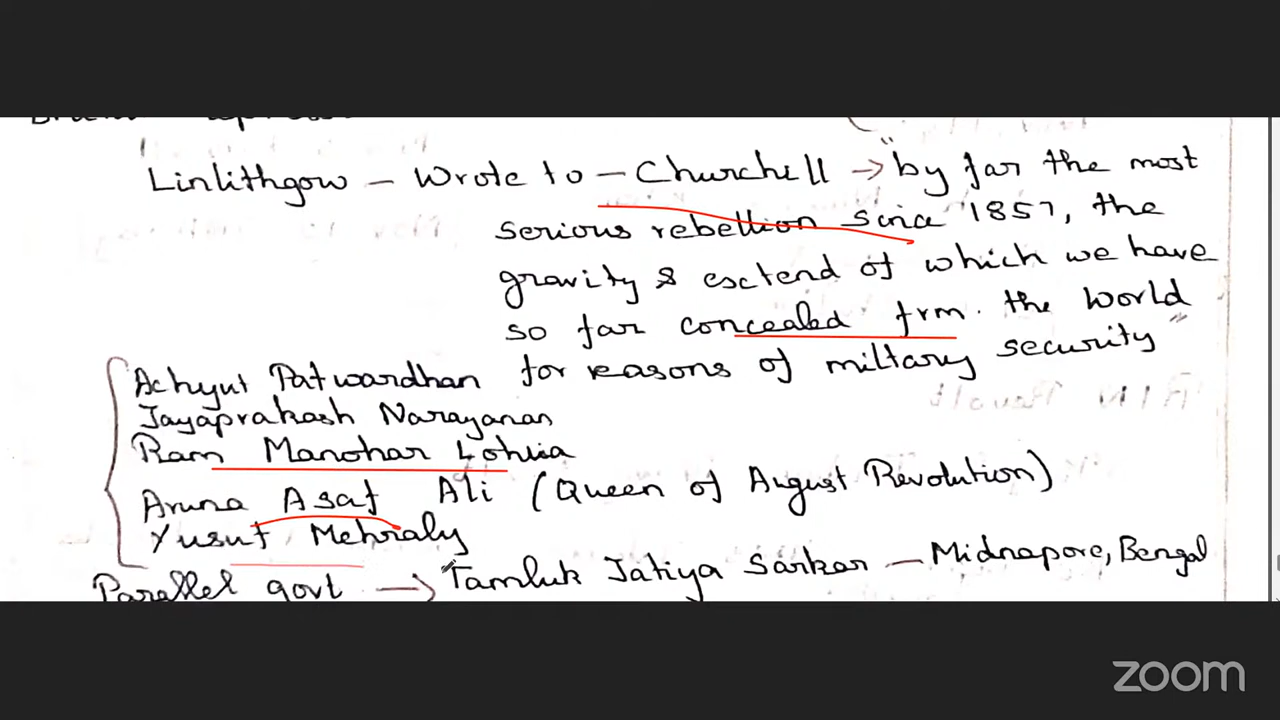 Linlithgow – Wrote to – Churchill → "by far the most
serious rebellion since 1857, the
gravity & esctend of which we have
so far concealed frm. the world
for reasons of miltary security"
Achyut Patwardhan
Jayaprakash Narayanan
Ram Manohar Lohia
Aruna Asaf Ali (Queen of August Revolution)
Yusuf Mehraly
Parallel govt → Tamluk Jatiya Sarkar – Midnapore, Bengal
zoom